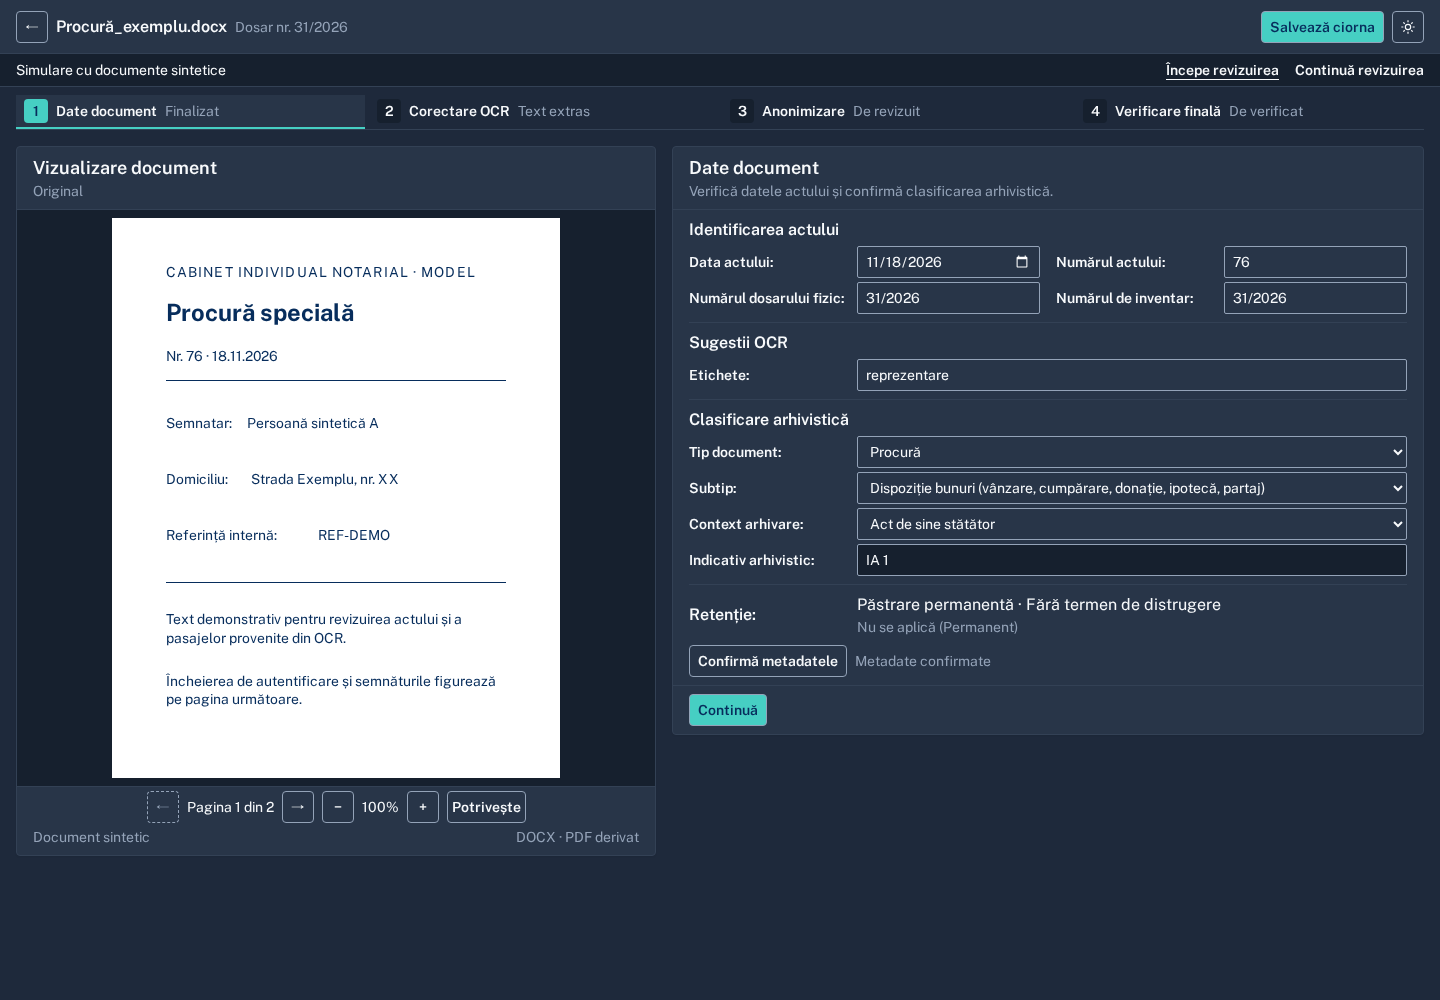 ←
Procură_exemplu.docx Dosar nr. 31/2026
Salvează ciorna
Simulare cu documente sintetice
Începe revizuirea Continuă revizuirea
1 Date document Finalizat
2 Corectare OCR Text extras
3 Anonimizare De revizuit
4 Verificare finală De verificat
Vizualizare document
Original
CABINET INDIVIDUAL NOTARIAL · MODEL
Procură specială
Nr. 76 · 18.11.2026
Semnatar: Persoană sintetică A
Domiciliu: Strada Exemplu, nr. XX
Referință internă: REF-DEMO
Text demonstrativ pentru revizuirea actului și a
pasajelor provenite din OCR.
Încheierea de autentificare și semnăturile figurează
pe pagina următoare.
← Pagina 1 din 2 → − 100% + Potrivește
Document sintetic DOCX · PDF derivat
Date document
Verifică datele actului și confirmă clasificarea arhivistică.
Identificarea actului
Data actului: 11/18/2026 Numărul actului: 76
Numărul dosarului fizic: 31/2026 Numărul de inventar: 31/2026
Sugestii OCR
Etichete: reprezentare
Clasificare arhivistică
Tip document: Procură
Subtip: Dispoziție bunuri (vânzare, cumpărare, donație, ipotecă, partaj)
Context arhivare: Act de sine stătător
Indicativ arhivistic: IA 1
Retenție: Păstrare permanentă · Fără termen de distrugere
Nu se aplică (Permanent)
Confirmă metadatele Metadate confirmate
Continuă